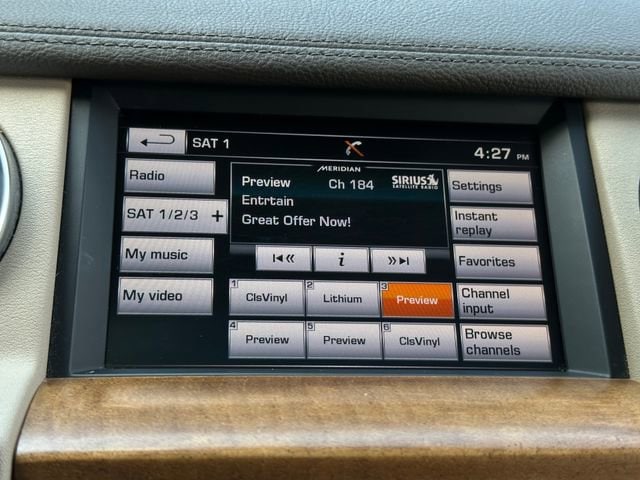 SAT 1
4:27 PM
Radio
SAT 1/2/3 +
My music
My video
MERIDIAN
Preview Ch 184
SIRIUS
SATELLITE RADIO
Entrtain
Great Offer Now!
i
1 ClsVinyl
2 Lithium
3 Preview
4 Preview
5 Preview
6 ClsVinyl
Settings
Instant
replay
Favorites
Channel
input
Browse
channels